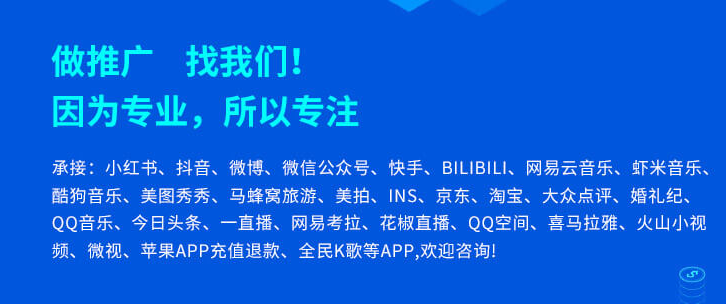 做推广 找我们!
因为专业，所以专注
承接：小红书、抖音、微博、微信公众号、快手、BILIBILI、网易云音乐、虾米音乐、
酷狗音乐、美图秀秀、马蜂窝旅游、美拍、INS、京东、淘宝、大众点评、婚礼纪、
QQ音乐、今日头条、一直播、网易考拉、花椒直播、QQ空间、喜马拉雅、火山小视
频、微视、苹果APP充值退款、全民K歌等APP,欢迎咨询!